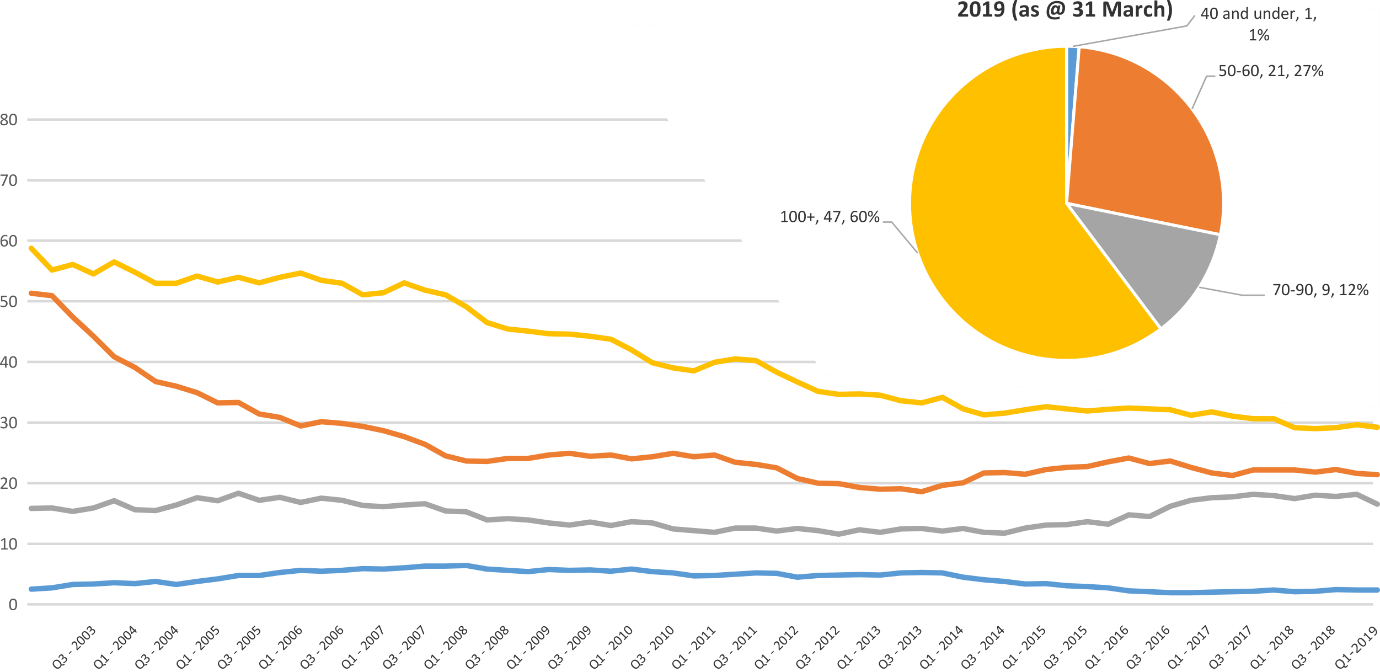 2019 (as @ 31 March)
40 and under, 1,
1%
50-60, 21, 27%
100+, 47, 60%
70-90, 9, 12%
80
70
60
50
40
30
20
10
0
Q3 - 2003
Q1 - 2004
Q3 - 2004
Q1 - 2005
Q3 - 2005
Q1 - 2006
Q3 - 2006
Q1 - 2007
Q3 - 2007
Q1 - 2008
Q3 - 2008
Q1 - 2009
Q3 - 2009
Q1 - 2010
Q3 - 2010
Q1 - 2011
Q3 - 2011
Q1 - 2012
Q3 - 2012
Q1 - 2013
Q3 - 2013
Q1 - 2014
Q3 - 2014
Q1 - 2015
Q3 - 2015
Q1 - 2016
Q3 - 2016
Q1 - 2017
Q3 - 2017
Q1 - 2018
Q3 - 2018
Q1-2019